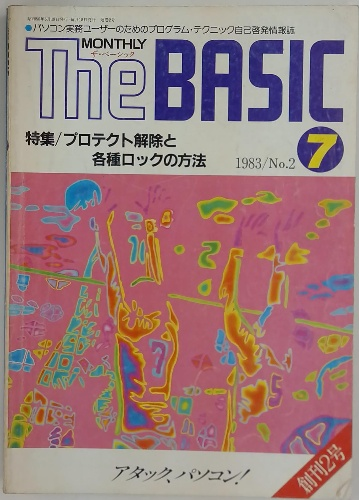 ●パソコン実務ユーザーのためのプログラム・テクニック自己啓発情報誌
MONTHLY
ザ・ベーシック
The BASIC
特集/プロテクト解除と
各種ロックの方法
1983/No.2
7
アタック、パソコン!
創刊2号